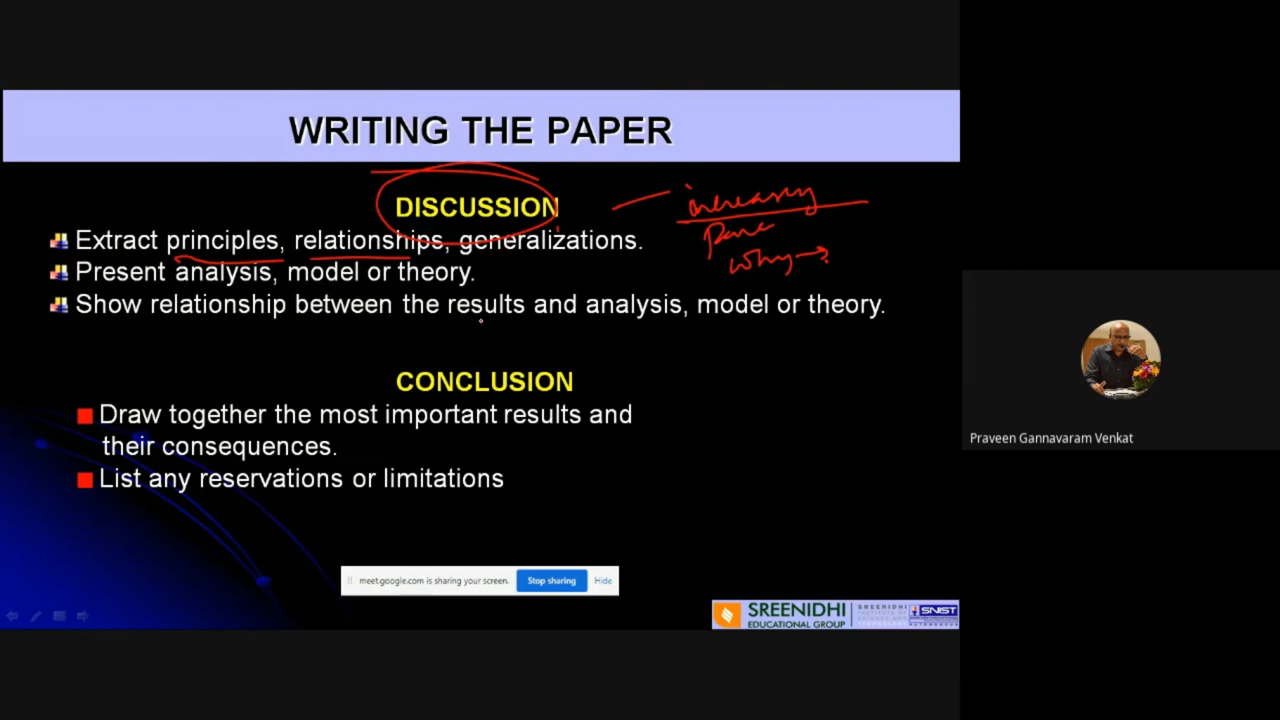 WRITING THE PAPER
DISCUSSION
increasing
Extract principles, relationships, generalizations.
why
Present analysis, model or theory.
Show relationship between the results and analysis, model or theory.
CONCLUSION
Draw together the most important results and
their consequences.
List any reservations or limitations
Praveen Gannavaram Venkat
meet.google.com is sharing your screen. Stop sharing Hide
SREENIDHI
EDUCATIONAL GROUP
SREENIDHI
SNIST